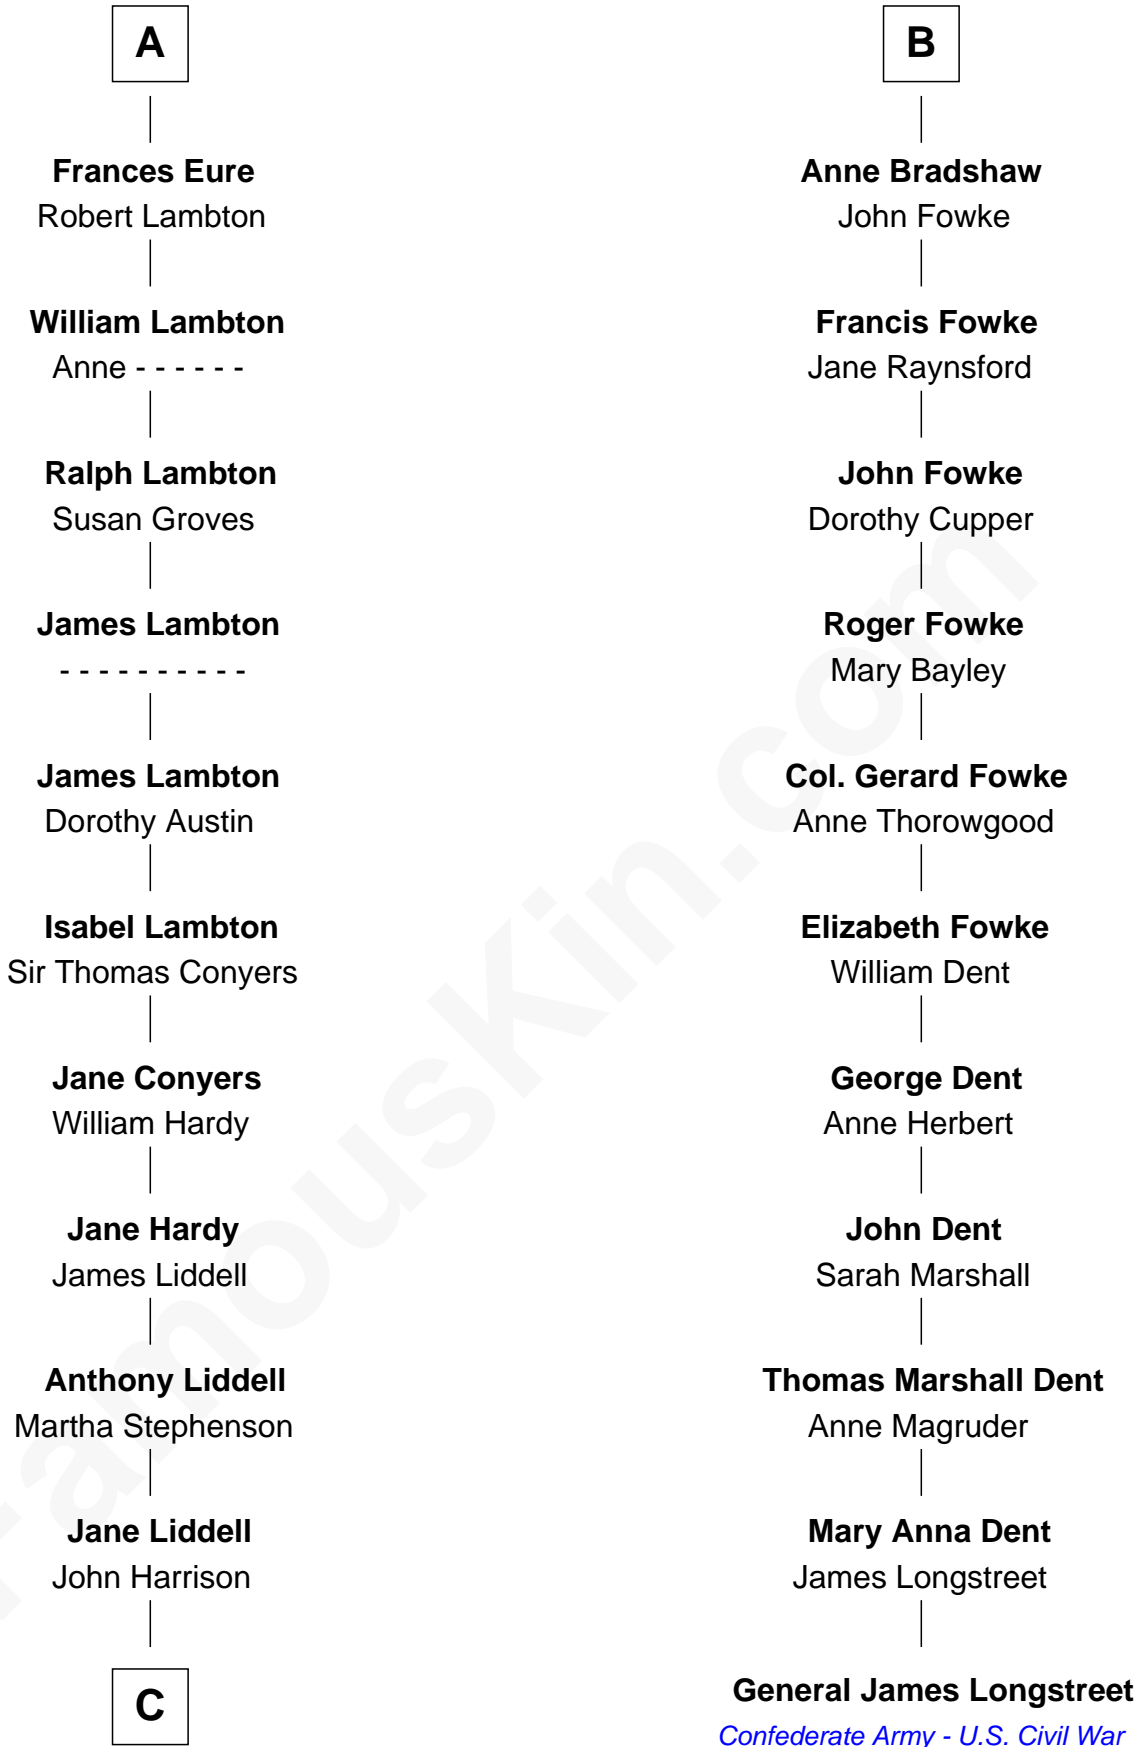 A
Frances Eure
Robert Lambton
William Lambton
Anne - - - - - -
Ralph Lambton
Susan Groves
James Lambton
- - - - - - - - - -
James Lambton
Dorothy Austin
Isabel Lambton
Sir Thomas Conyers
Jane Conyers
William Hardy
Jane Hardy
James Liddell
Anthony Liddell
Martha Stephenson
Jane Liddell
John Harrison
C
B
Anne Bradshaw
John Fowke
Francis Fowke
Jane Raynsford
John Fowke
Dorothy Cupper
Roger Fowke
Mary Bayley
Col. Gerard Fowke
Anne Thorowgood
Elizabeth Fowke
William Dent
George Dent
Anne Herbert
John Dent
Sarah Marshall
Thomas Marshall Dent
Anne Magruder
Mary Anna Dent
James Longstreet
General James Longstreet
Confederate Army - U.S. Civil War
FamousKin.com